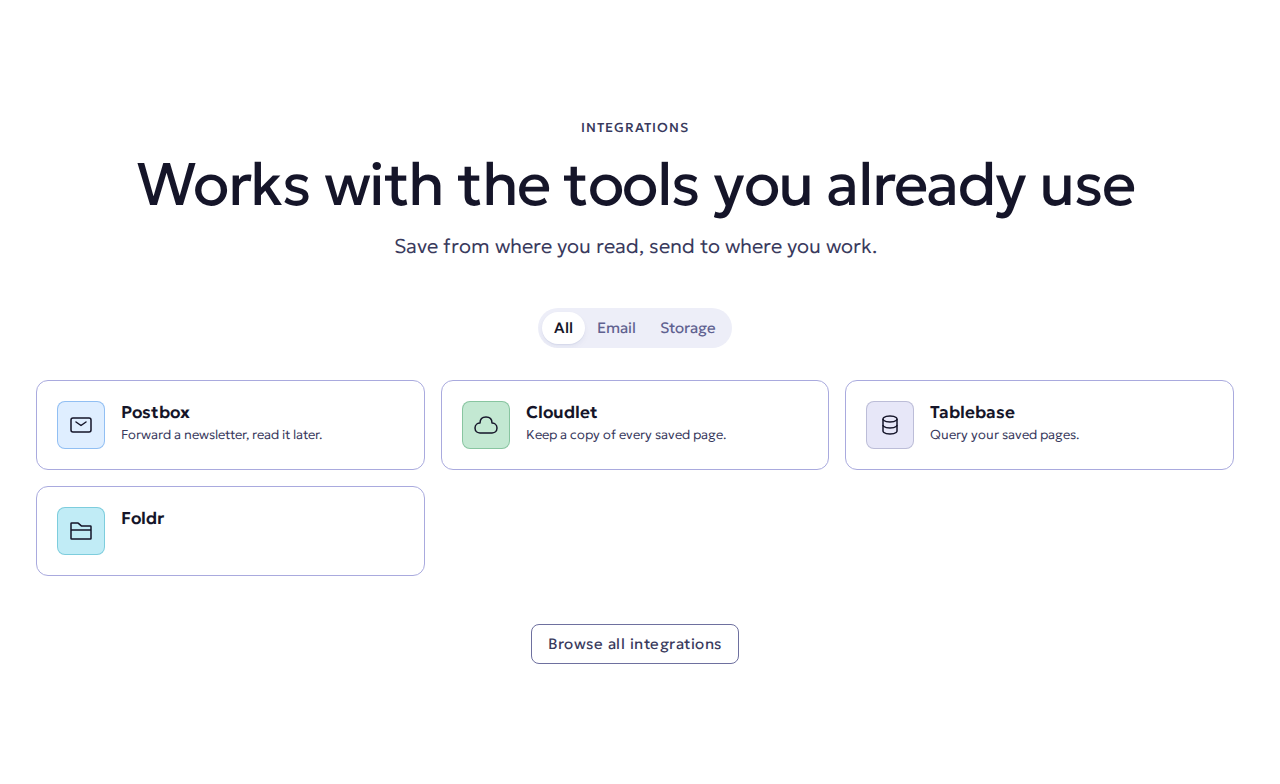 INTEGRATIONS
Works with the tools you already use
Save from where you read, send to where you work.
All Email Storage
Postbox
Forward a newsletter, read it later.
Cloudlet
Keep a copy of every saved page.
Tablebase
Query your saved pages.
Foldr
Browse all integrations